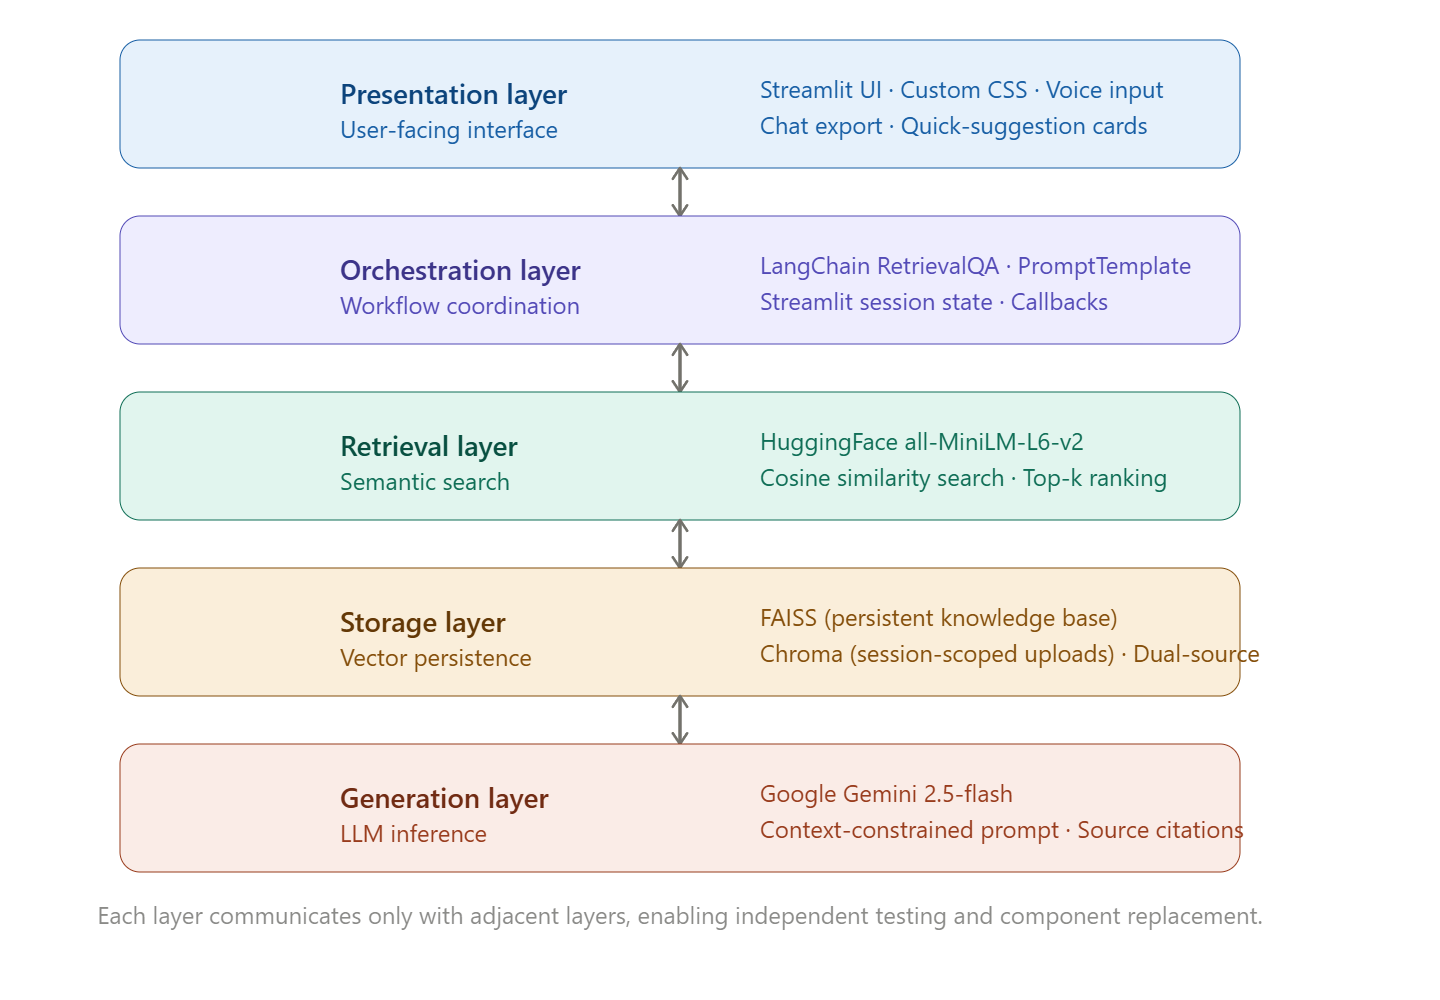 Presentation layer
User-facing interface
Streamlit UI · Custom CSS · Voice input
Chat export · Quick-suggestion cards
Orchestration layer
Workflow coordination
LangChain RetrievalQA · PromptTemplate
Streamlit session state · Callbacks
Retrieval layer
Semantic search
HuggingFace all-MiniLM-L6-v2
Cosine similarity search · Top-k ranking
Storage layer
Vector persistence
FAISS (persistent knowledge base)
Chroma (session-scoped uploads) · Dual-source
Generation layer
LLM inference
Google Gemini 2.5-flash
Context-constrained prompt · Source citations
Each layer communicates only with adjacent layers, enabling independent testing and component replacement.